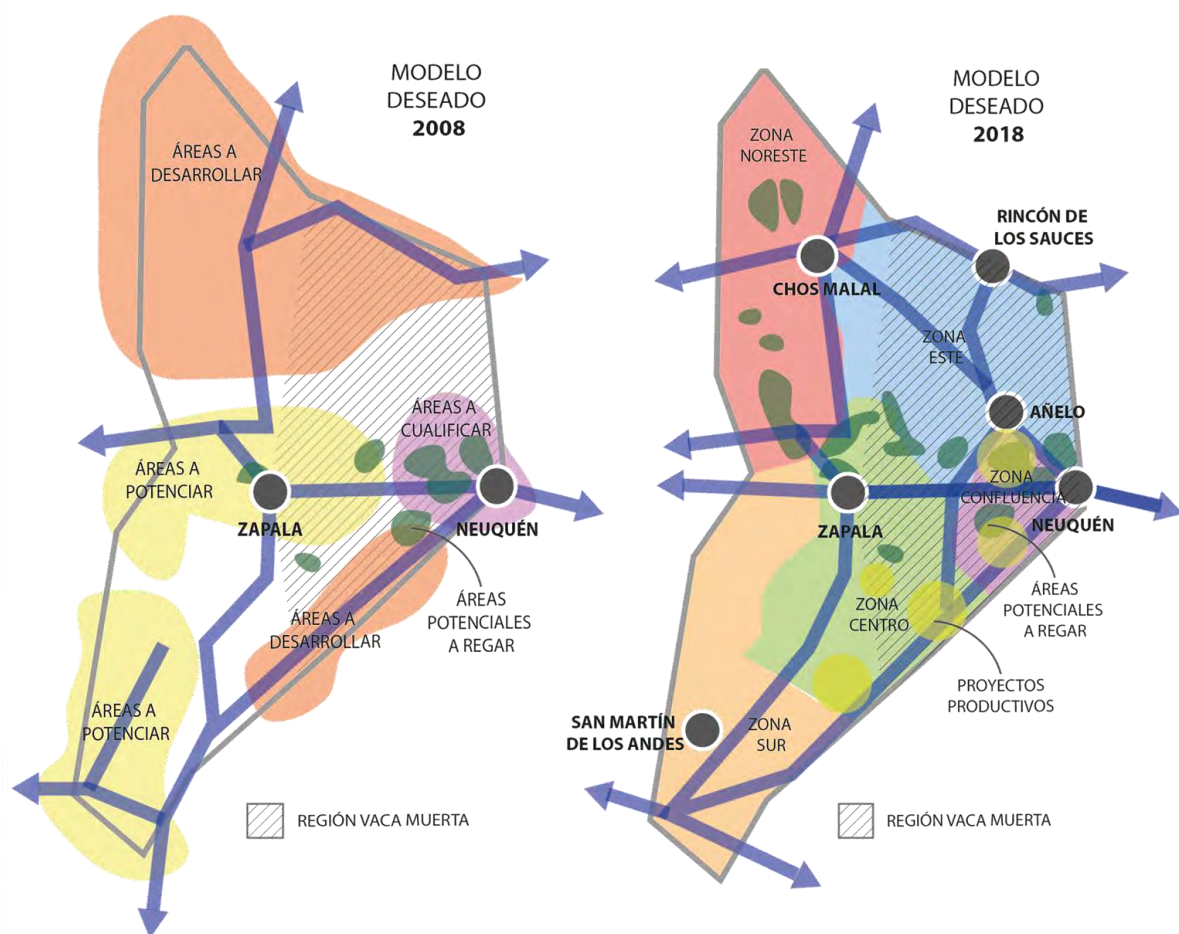 MODELO
DESEADO
2008
ÁREAS A
DESARROLLAR
ÁREAS A
CUALIFICAR
ÁREAS A
POTENCIAR
ZAPALA
NEUQUÉN
ÁREAS
POTENCIALES
A REGAR
ÁREAS A
DESARROLLAR
ÁREAS A
POTENCIAR
REGIÓN VACA MUERTA
MODELO
DESEADO
2018
ZONA
NORESTE
RINCÓN DE
LOS SAUCES
CHOS MALAL
ZONA
ESTE
AÑELO
ZONA
CONFLUENCIA
ZAPALA
NEUQUÉN
ÁREAS
POTENCIALES
A REGAR
ZONA
CENTRO
PROYECTOS
PRODUCTIVOS
SAN MARTÍN
DE LOS ANDES
ZONA
SUR
REGIÓN VACA MUERTA